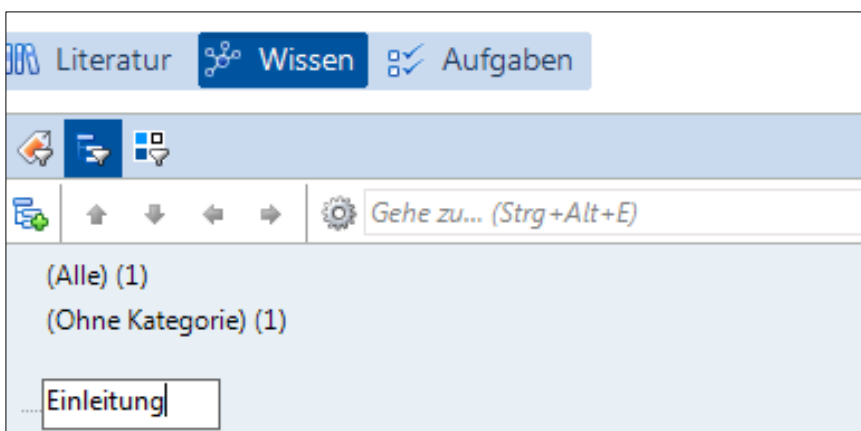 Literatur Wissen Aufgaben
Gehe zu... (Strg+Alt+E)
(Alle) (1)
(Ohne Kategorie) (1)
Einleitung